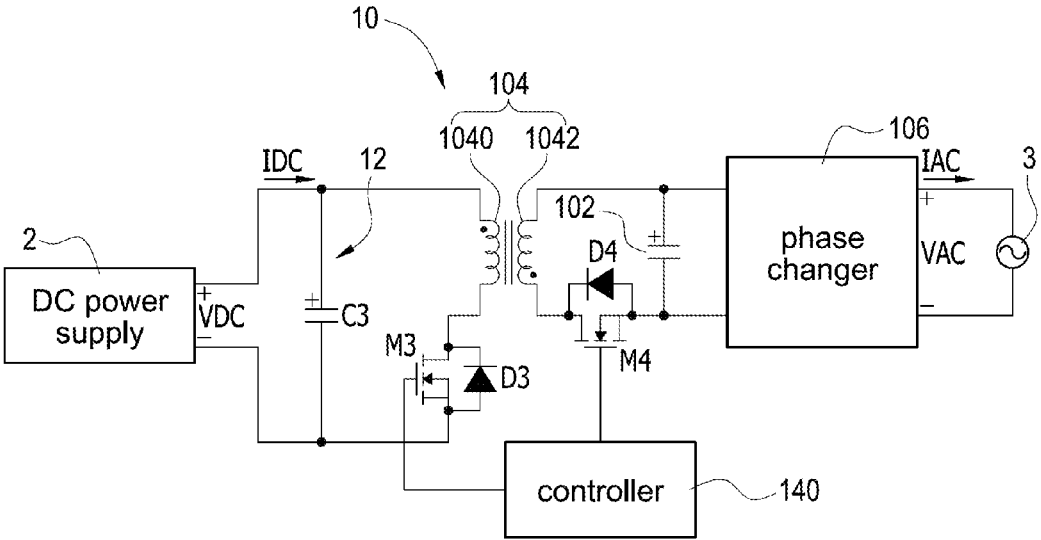 10
104
1040 1042
106
IDC
12
IAC
3
2
102
+
+
phase
changer
D4
VAC
DC power
supply
+
VDC
−
+
C3
−
M3
D3
M4
controller
140